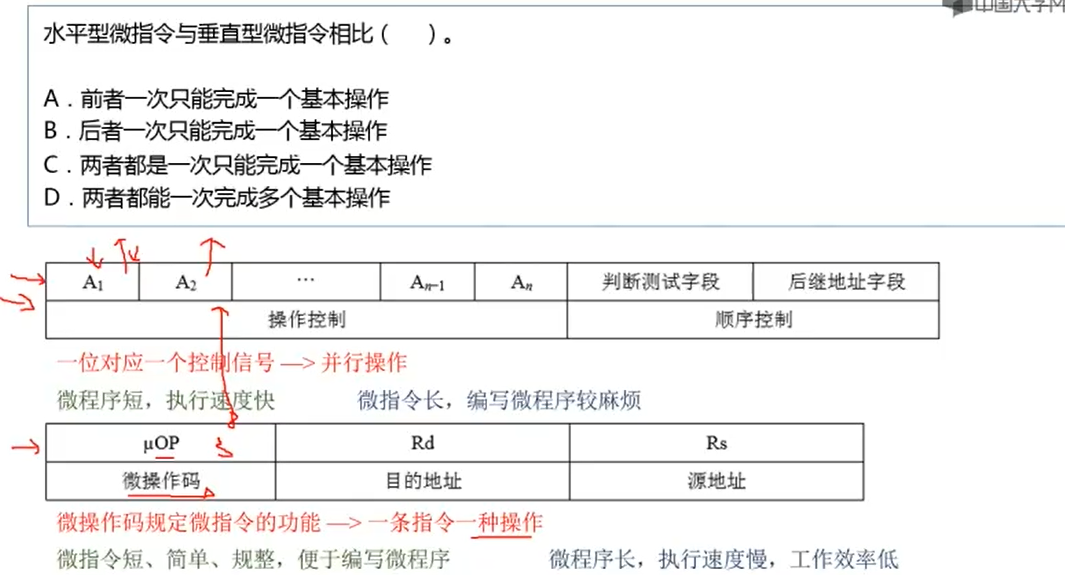 中国大学M
水平型微指令与垂直型微指令相比（　　）。
A．前者一次只能完成一个基本操作
B．后者一次只能完成一个基本操作
C．两者都是一次只能完成一个基本操作
D．两者都能一次完成多个基本操作
A1 A2 … An-1 An 判断测试字段 后继地址字段
操作控制 顺序控制
一位对应一个控制信号 —> 并行操作
微程序短，执行速度快 微指令长，编写微程序较麻烦
μOP Rd Rs
微操作码 目的地址 源地址
微操作码规定微指令的功能 —> 一条指令一种操作
微指令短、简单、规整，便于编写微程序 微程序长，执行速度慢，工作效率低